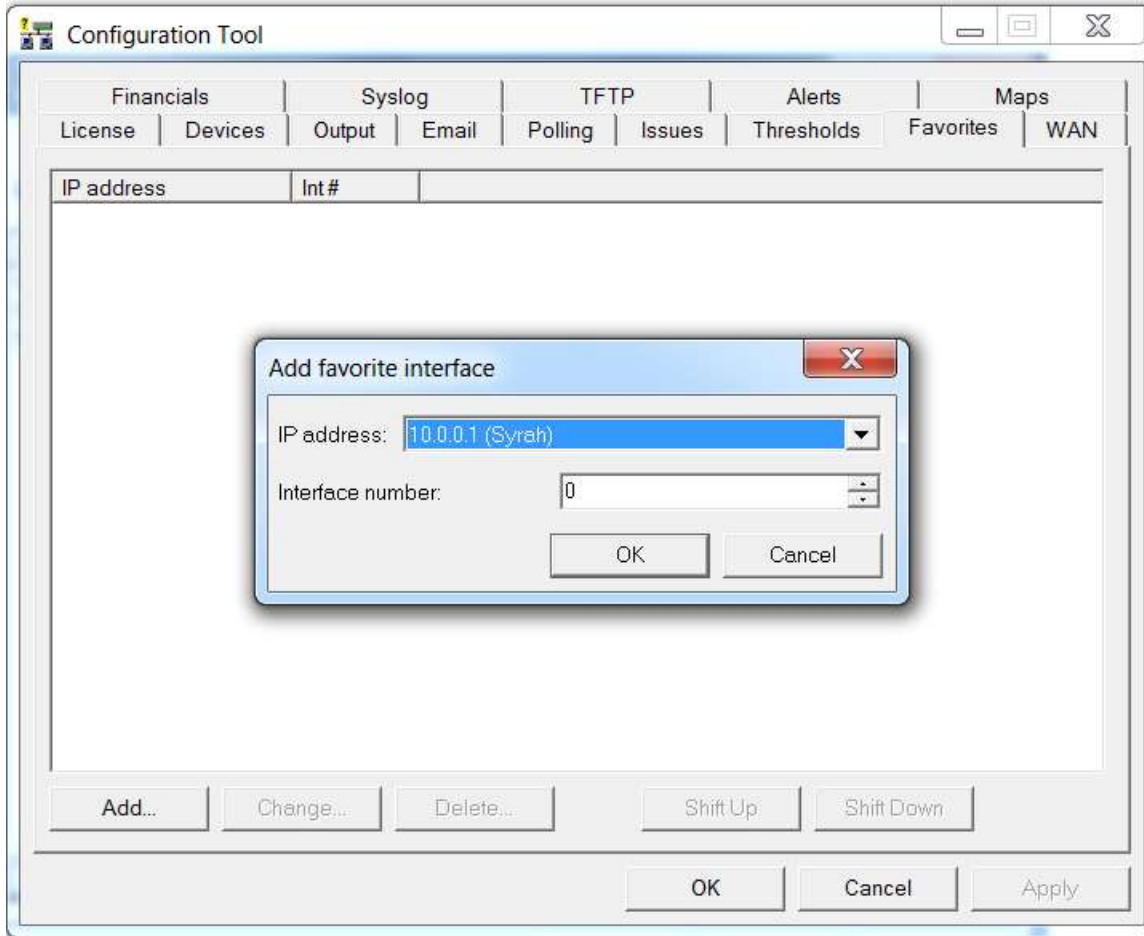 Configuration Tool
Financials Syslog TFTP Alerts Maps
License Devices Output Email Polling Issues Thresholds Favorites WAN
IP address Int #
Add favorite interface
IP address: 10.0.0.1 (Syrah)
Interface number: 0
OK Cancel
Add... Change... Delete... Shift Up Shift Down
OK Cancel Apply